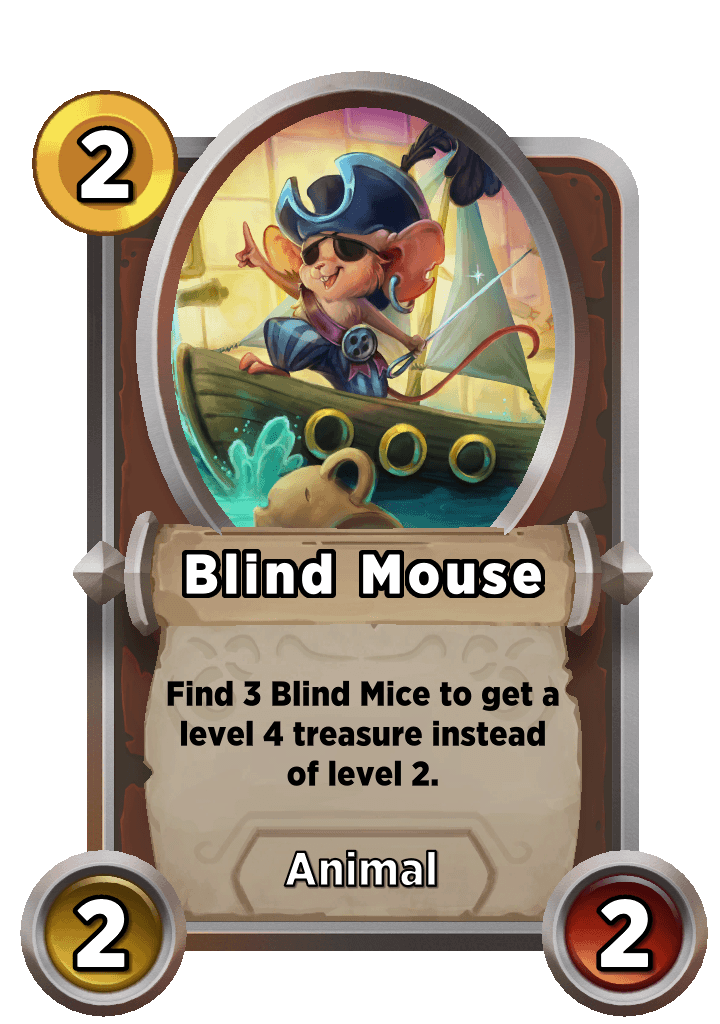 2
Blind Mouse
Find 3 Blind Mice to get a
level 4 treasure instead
of level 2.
Animal
2
2